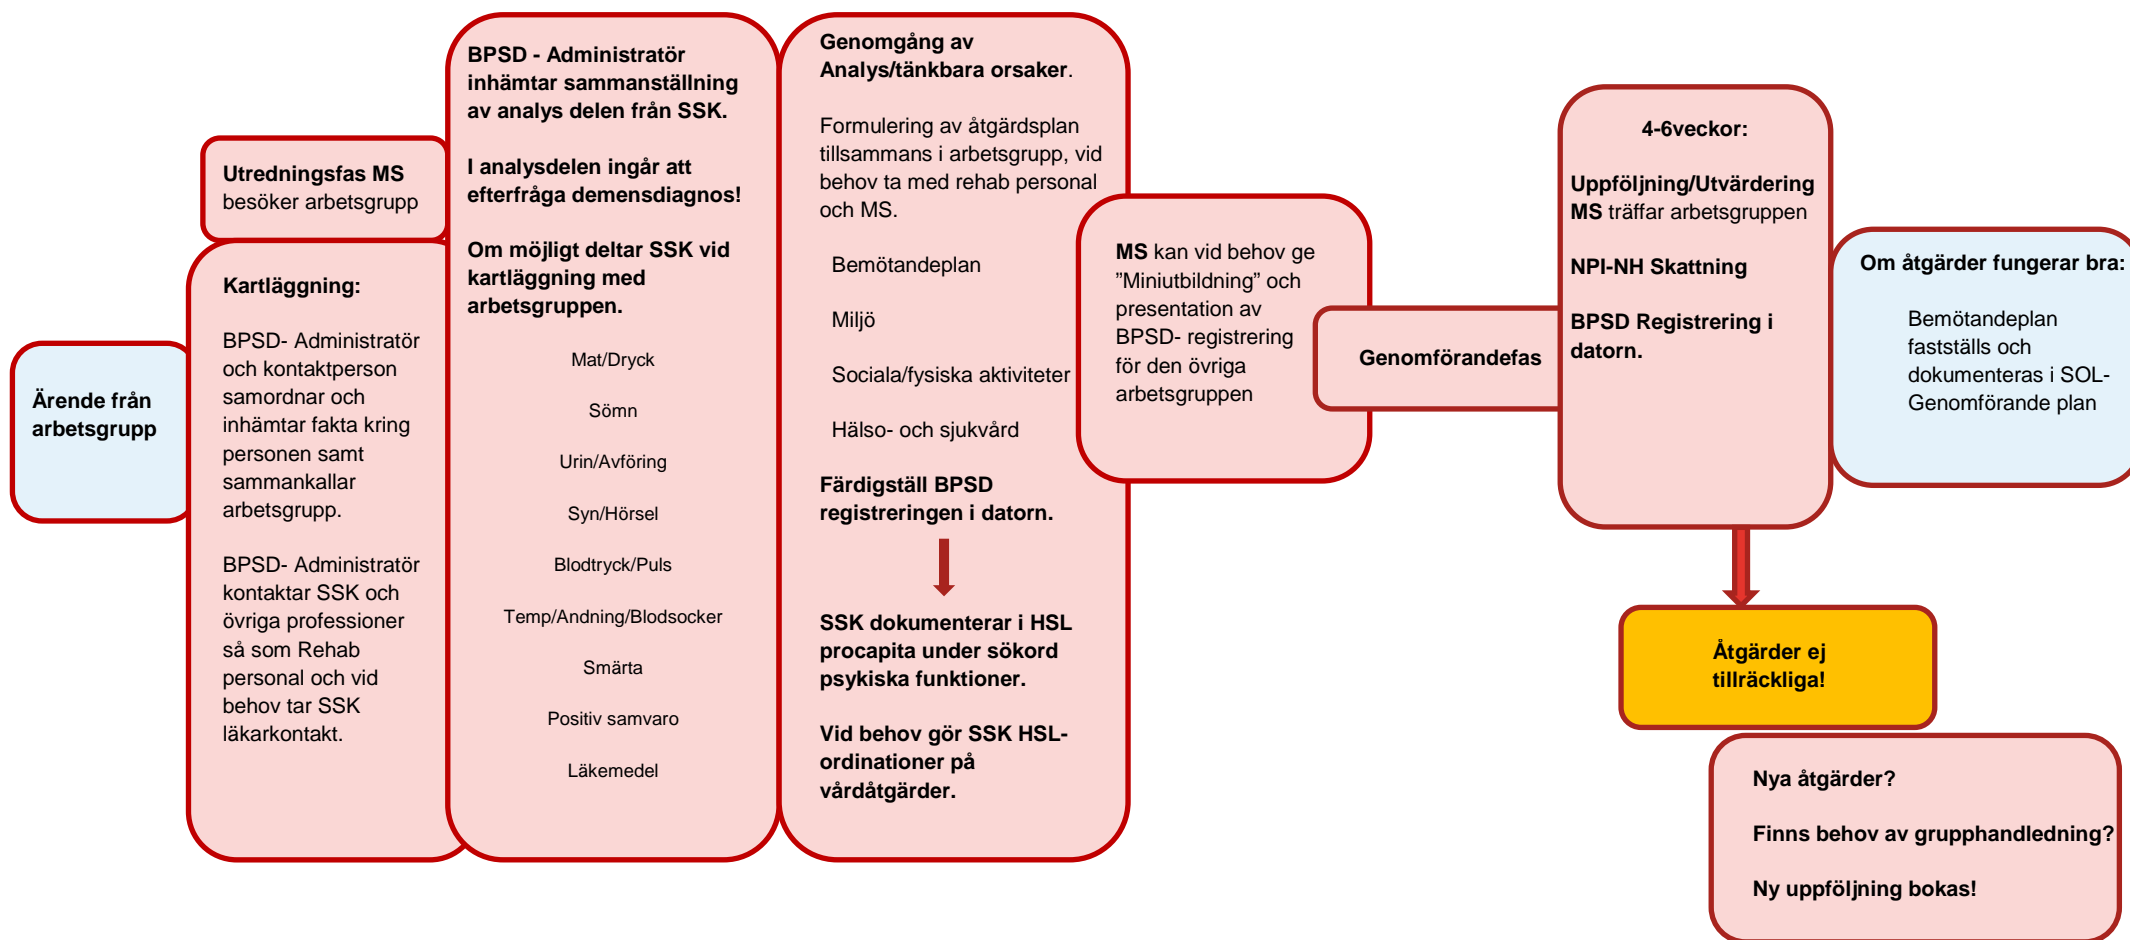 Ärende från
arbetsgrupp
Utredningsfas MS
besöker arbetsgrupp
Kartläggning:
BPSD- Administratör
och kontaktperson
samordnar och
inhämtar fakta kring
personen samt
sammankallar
arbetsgrupp.
BPSD- Administratör
kontaktar SSK och
övriga professioner
så som Rehab
personal och vid
behov tar SSK
läkarkontakt.
BPSD - Administratör
inhämtar sammanställning
av analys delen från SSK.
I analysdelen ingår att
efterfråga demensdiagnos!
Om möjligt deltar SSK vid
kartläggning med
arbetsgruppen.
Mat/Dryck
Sömn
Urin/Avföring
Syn/Hörsel
Blodtryck/Puls
Temp/Andning/Blodsocker
Smärta
Positiv samvaro
Läkemedel
Genomgång av
Analys/tänkbara orsaker.
Formulering av åtgärdsplan
tillsammans i arbetsgrupp, vid
behov ta med rehab personal
och MS.
Bemötandeplan
Miljö
Sociala/fysiska aktiviteter
Hälso- och sjukvård
Färdigställ BPSD
registreringen i datorn.
SSK dokumenterar i HSL
procapita under sökord
psykiska funktioner.
Vid behov gör SSK HSL-
ordinationer på
vårdåtgärder.
MS kan vid behov ge
”Miniutbildning” och
presentation av
BPSD- registrering
för den övriga
arbetsgruppen
Genomförandefas
4-6veckor:
Uppföljning/Utvärdering
MS träffar arbetsgruppen
NPI-NH Skattning
BPSD Registrering i
datorn.
Om åtgärder fungerar bra:
Bemötandeplan
fastställs och
dokumenteras i SOL-
Genomförande plan
Åtgärder ej
tillräckliga!
Nya åtgärder?
Finns behov av grupphandledning?
Ny uppföljning bokas!